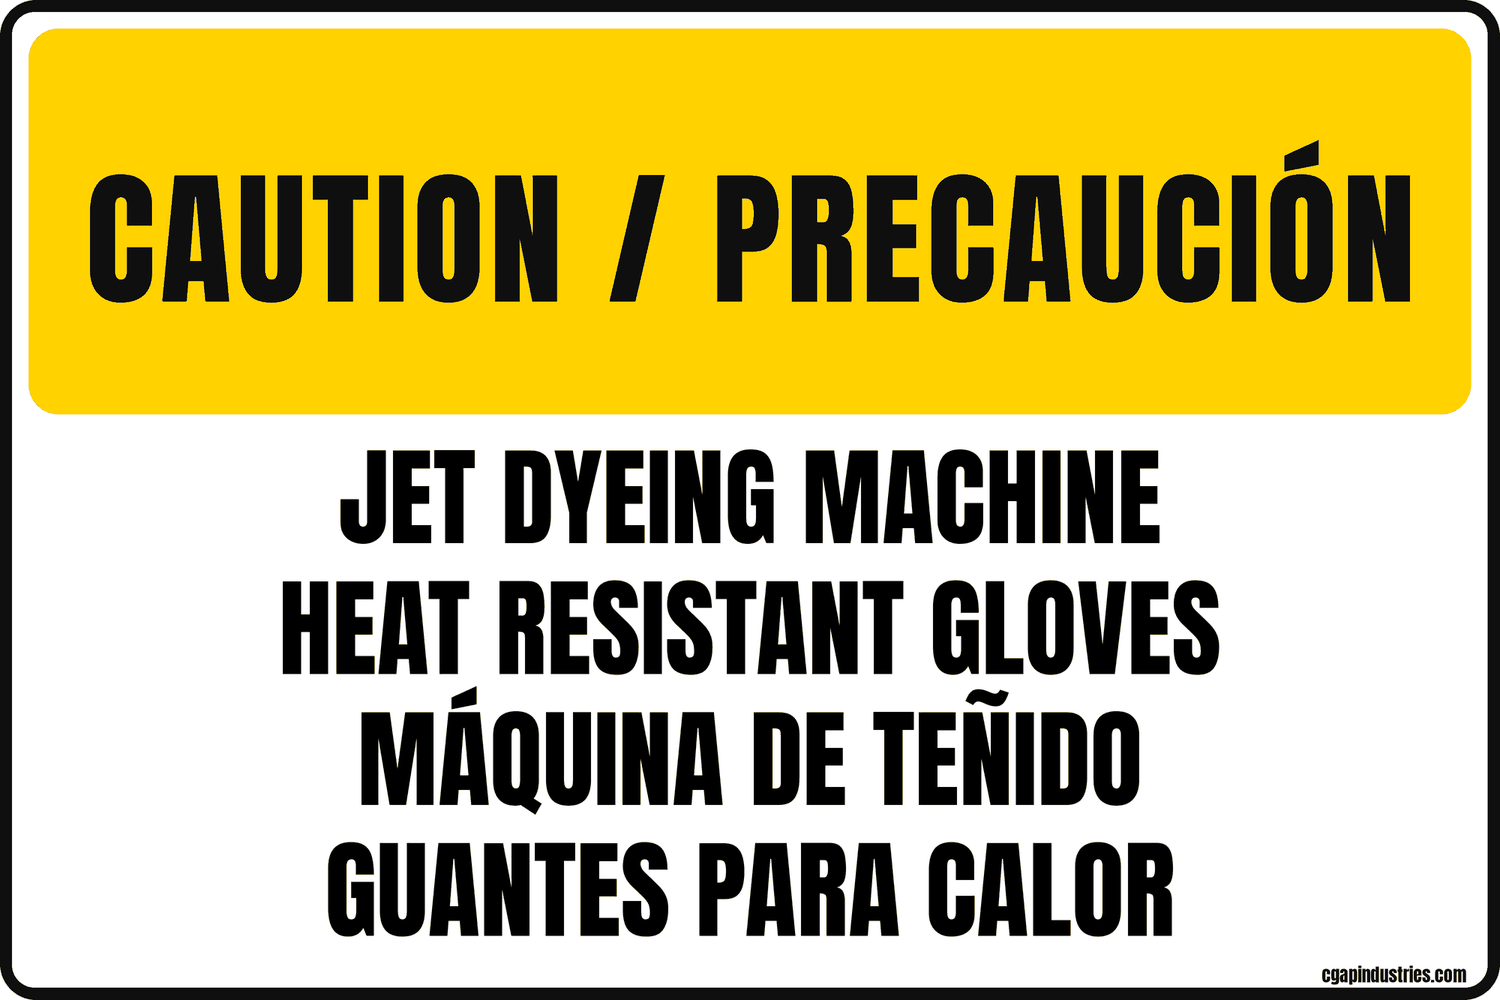 CAUTION / PRECAUCIÓN
JET DYEING MACHINE
HEAT RESISTANT GLOVES
MÁQUINA DE TEÑIDO
GUANTES PARA CALOR
cgapindustries.com